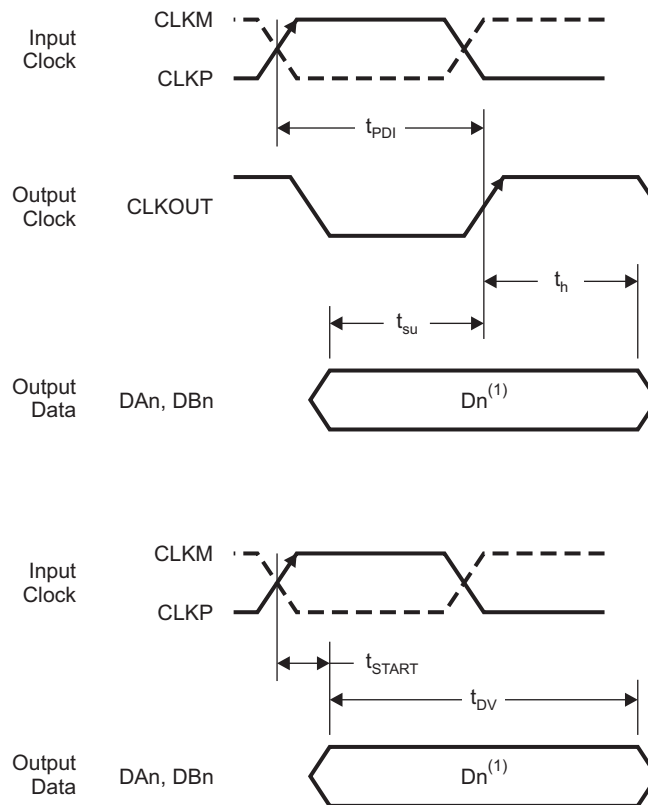 Input
Clock
CLKM
CLKP
t_PDI
Output
Clock
CLKOUT
t_h
t_su
Output
Data
DAn, DBn
Dn^(1)
Input
Clock
CLKM
CLKP
t_START
t_DV
Output
Data
DAn, DBn
Dn^(1)